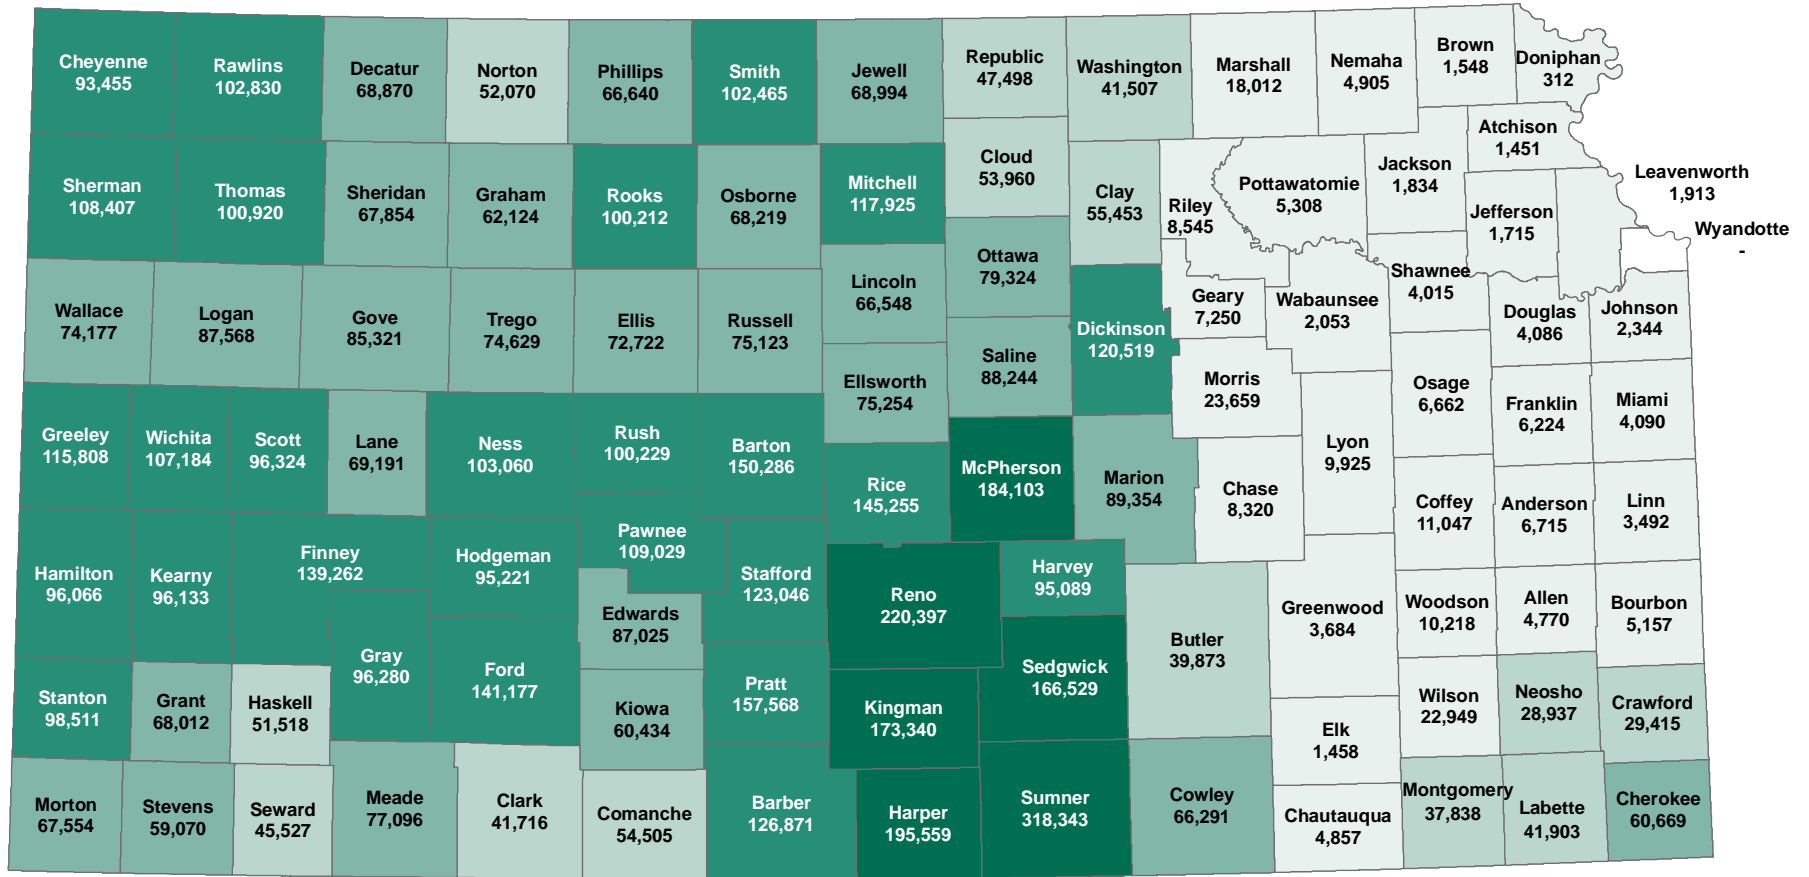 Cheyenne
93,455
Rawlins
102,830
Decatur
68,870
Norton
52,070
Phillips
66,640
Smith
102,465
Jewell
68,994
Republic
47,498
Washington
41,507
Marshall
18,012
Nemaha
4,905
Brown
1,548
Doniphan
312
Sherman
108,407
Thomas
100,920
Sheridan
67,854
Graham
62,124
Rooks
100,212
Osborne
68,219
Mitchell
117,925
Cloud
53,960
Clay
55,453
Riley
8,545
Pottawatomie
5,308
Jackson
1,834
Atchison
1,451
Jefferson
1,715
Leavenworth
1,913
Wyandotte
-
Wallace
74,177
Logan
87,568
Gove
85,321
Trego
74,629
Ellis
72,722
Russell
75,123
Lincoln
66,548
Ottawa
79,324
Saline
88,244
Dickinson
120,519
Geary
7,250
Wabaunsee
2,053
Shawnee
4,015
Douglas
4,086
Johnson
2,344
Ellsworth
75,254
Morris
23,659
Osage
6,662
Franklin
6,224
Miami
4,090
Greeley
115,808
Wichita
107,184
Scott
96,324
Lane
69,191
Ness
103,060
Rush
100,229
Barton
150,286
Rice
145,255
McPherson
184,103
Marion
89,354
Chase
8,320
Lyon
9,925
Coffey
11,047
Anderson
6,715
Linn
3,492
Hamilton
96,066
Kearny
96,133
Finney
139,262
Hodgeman
95,221
Pawnee
109,029
Stafford
123,046
Edwards
87,025
Reno
220,397
Harvey
95,089
Butler
39,873
Greenwood
3,684
Woodson
10,218
Allen
4,770
Bourbon
5,157
Stanton
98,511
Grant
68,012
Haskell
51,518
Gray
96,280
Ford
141,177
Kiowa
60,434
Pratt
157,568
Kingman
173,340
Sedgwick
166,529
Elk
1,458
Wilson
22,949
Neosho
28,937
Crawford
29,415
Morton
67,554
Stevens
59,070
Seward
45,527
Meade
77,096
Clark
41,716
Comanche
54,505
Barber
126,871
Harper
195,559
Sumner
318,343
Cowley
66,291
Chautauqua
4,857
Montgomery
37,838
Labette
41,903
Cherokee
60,669